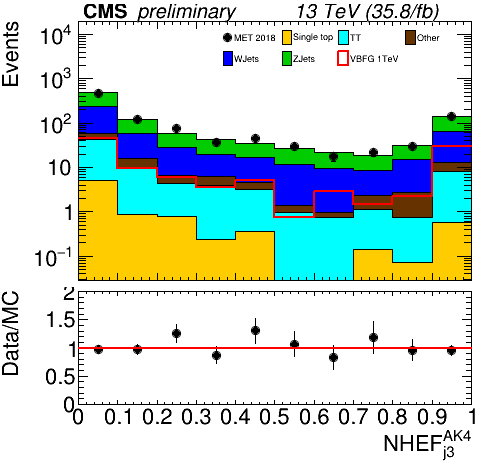 CMS preliminary 13 TeV (35.8/fb)
Events
MET 2018 Single top TT Other
WJets ZJets VBFG 1TeV
10^4
10^3
10^2
10
1
10^-1
Data/MC
2
1.5
1
0.5
0
0 0.1 0.2 0.3 0.4 0.5 0.6 0.7 0.8 0.9 1
NHEF^AK4_j3